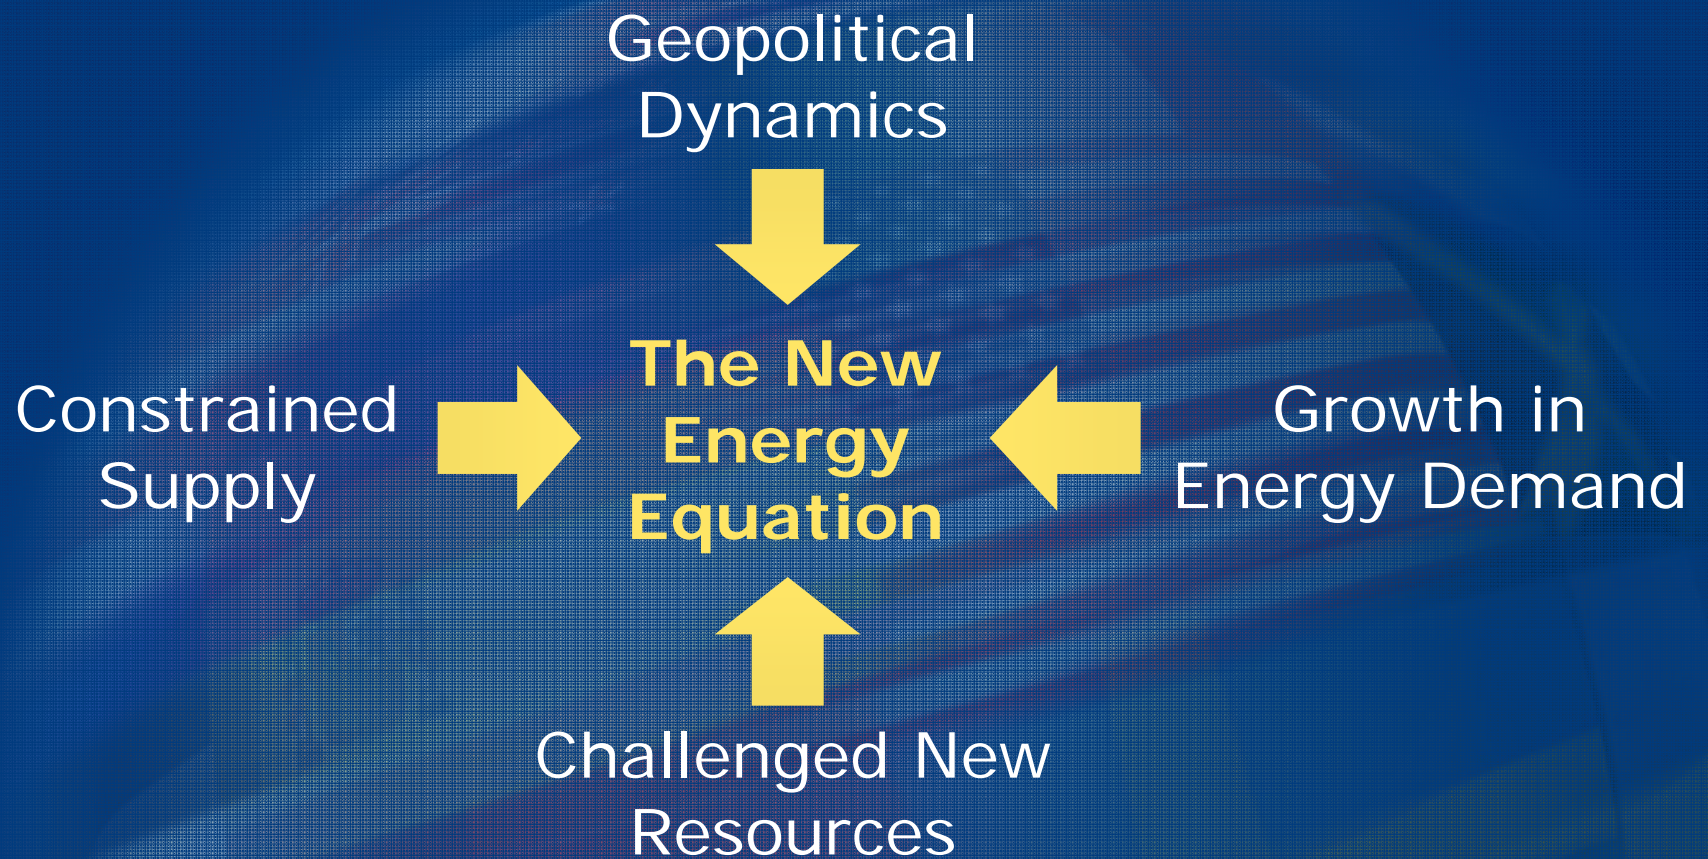 Geopolitical
Dynamics
The New
Energy
Equation
Constrained
Supply
Growth in
Energy Demand
Challenged New
Resources